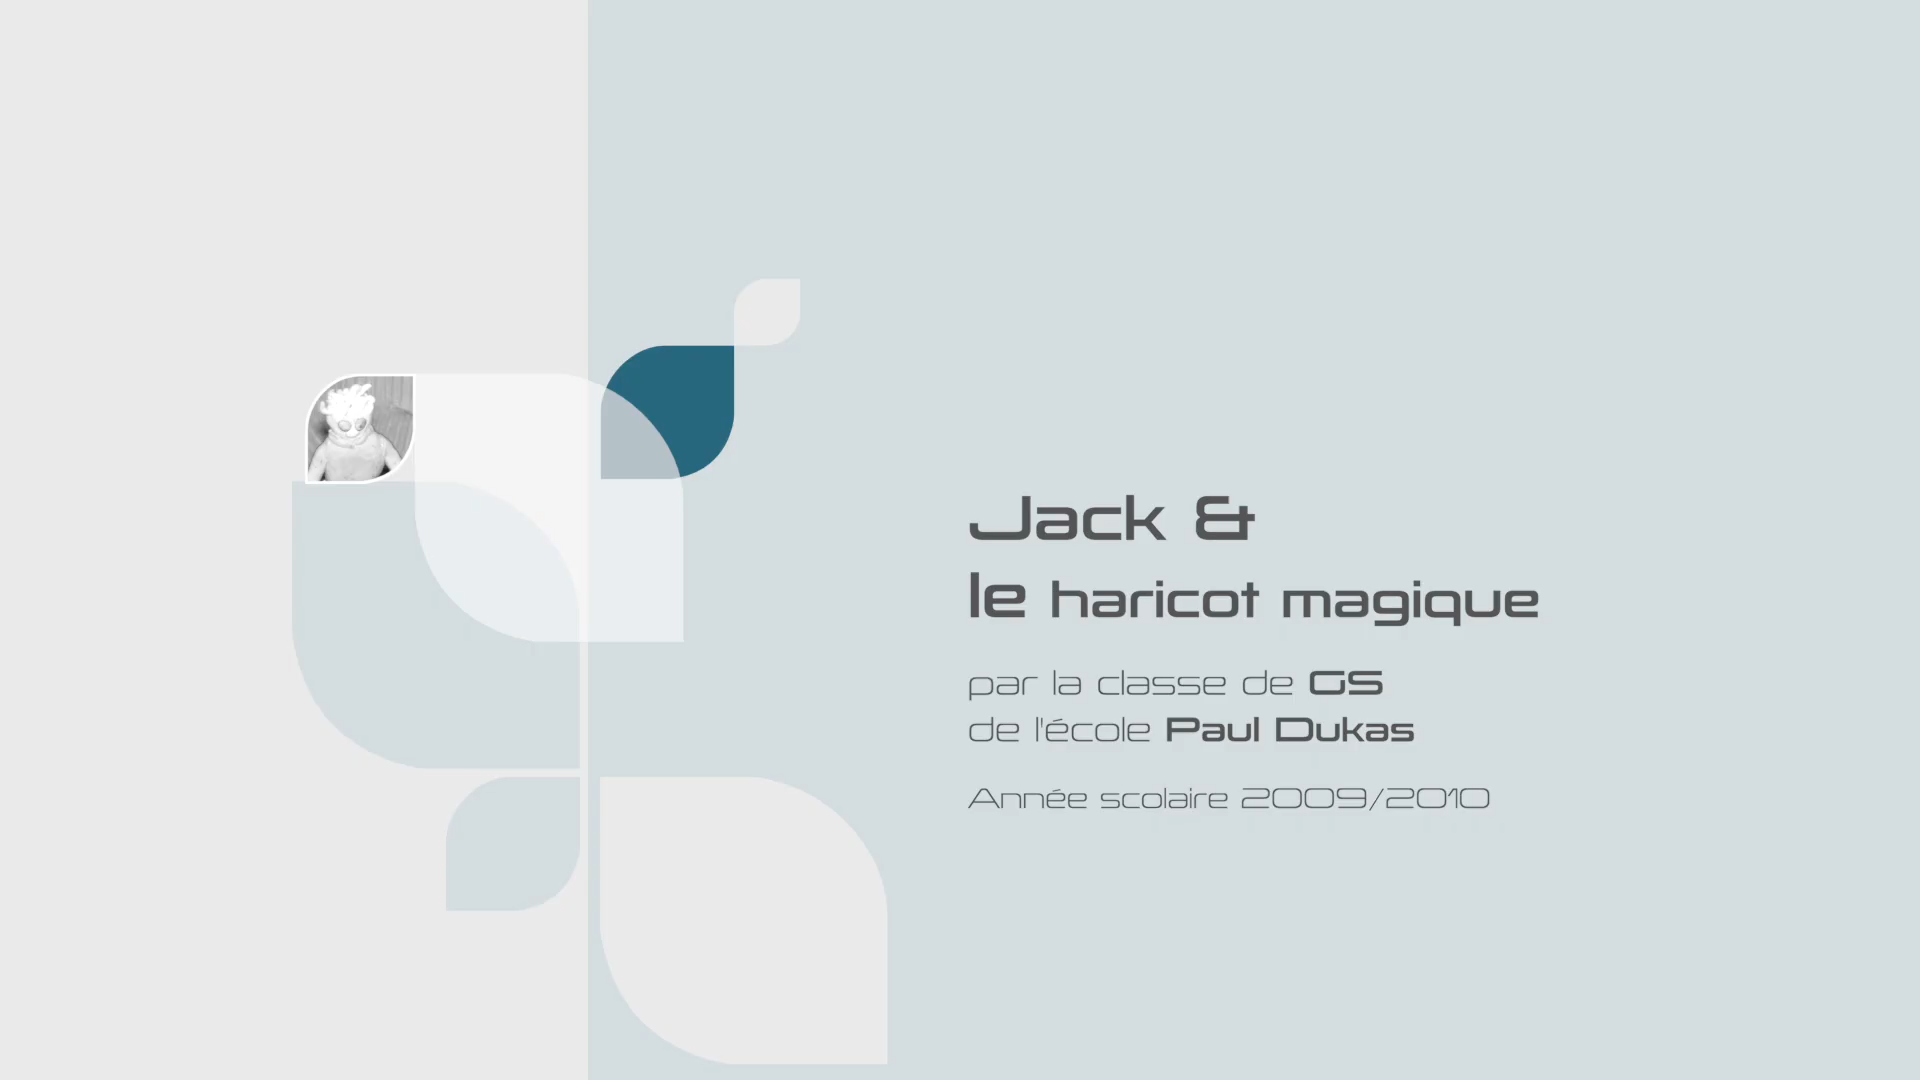 Jack &
le haricot magique
par la classe de GS
de l'école Paul Dukas
Année scolaire 2009/2010